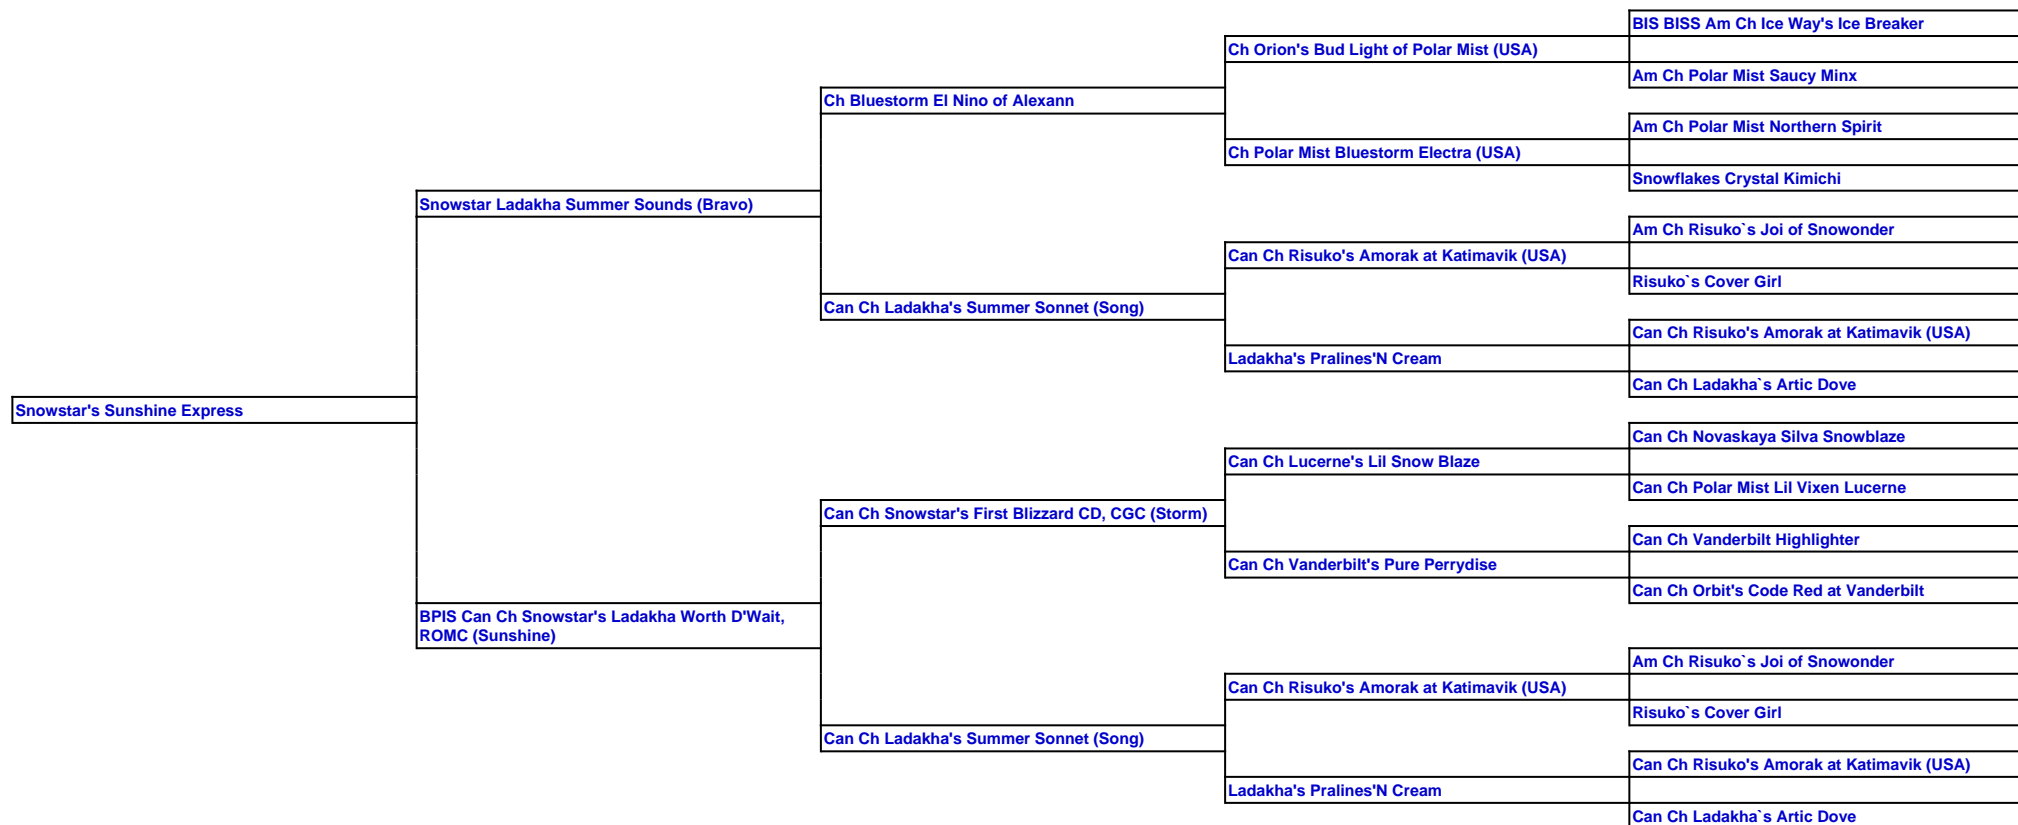 BIS BISS Am Ch Ice Way's Ice Breaker
Ch Orion's Bud Light of Polar Mist (USA)
Am Ch Polar Mist Saucy Minx
Ch Bluestorm El Nino of Alexann
Am Ch Polar Mist Northern Spirit
Ch Polar Mist Bluestorm Electra (USA)
Snowflakes Crystal Kimichi
Snowstar Ladakha Summer Sounds (Bravo)
Am Ch Risuko`s Joi of Snowonder
Can Ch Risuko's Amorak at Katimavik (USA)
Risuko`s Cover Girl
Can Ch Ladakha's Summer Sonnet (Song)
Can Ch Risuko's Amorak at Katimavik (USA)
Ladakha's Pralines'N Cream
Can Ch Ladakha`s Artic Dove
Snowstar's Sunshine Express
Can Ch Novaskaya Silva Snowblaze
Can Ch Lucerne's Lil Snow Blaze
Can Ch Polar Mist Lil Vixen Lucerne
Can Ch Snowstar's First Blizzard CD, CGC (Storm)
Can Ch Vanderbilt Highlighter
Can Ch Vanderbilt's Pure Perrydise
Can Ch Orbit's Code Red at Vanderbilt
BPIS Can Ch Snowstar's Ladakha Worth D'Wait,
ROMC (Sunshine)
Am Ch Risuko`s Joi of Snowonder
Can Ch Risuko's Amorak at Katimavik (USA)
Risuko`s Cover Girl
Can Ch Ladakha's Summer Sonnet (Song)
Can Ch Risuko's Amorak at Katimavik (USA)
Ladakha's Pralines'N Cream
Can Ch Ladakha`s Artic Dove